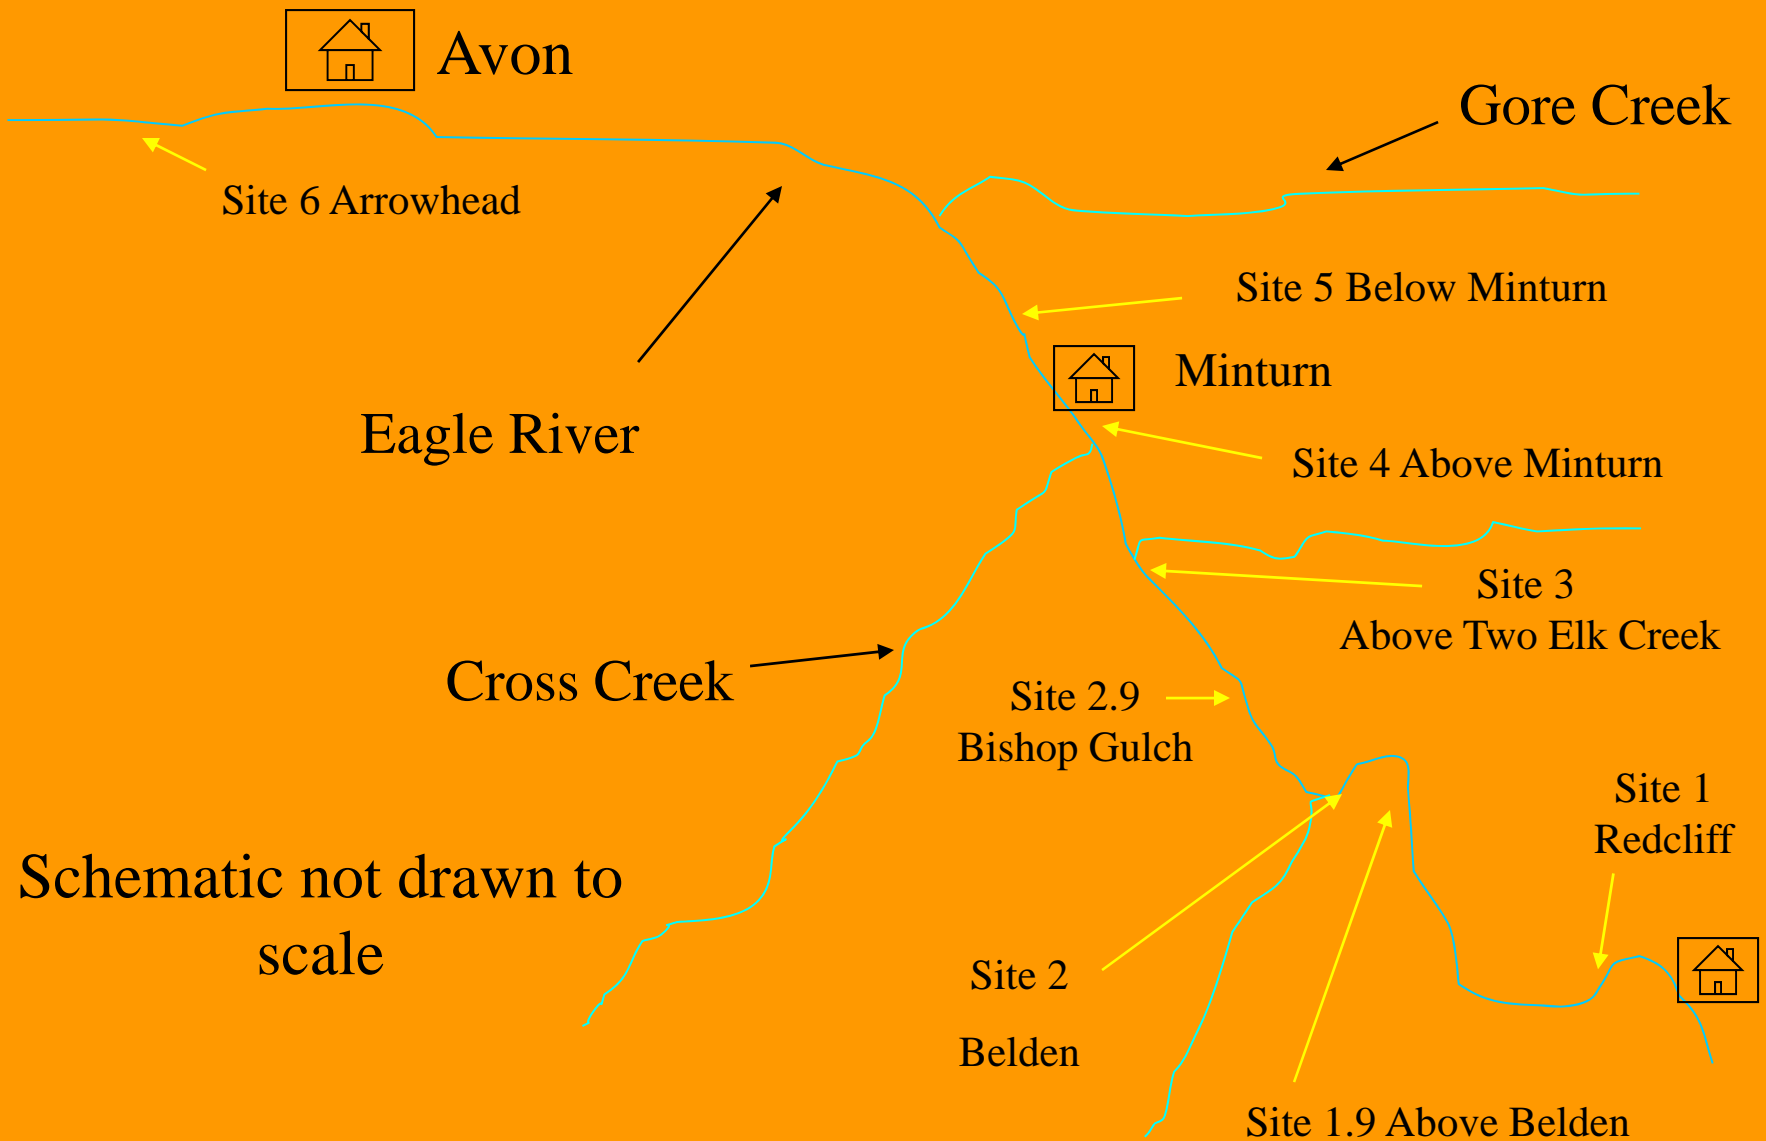 Avon
Gore Creek
Site 6 Arrowhead
Site 5 Below Minturn
Minturn
Eagle River
Site 4 Above Minturn
Site 3
Above Two Elk Creek
Cross Creek
Site 2.9
Bishop Gulch
Site 1
Redcliff
Schematic not drawn to
scale
Site 2
Belden
Site 1.9 Above Belden